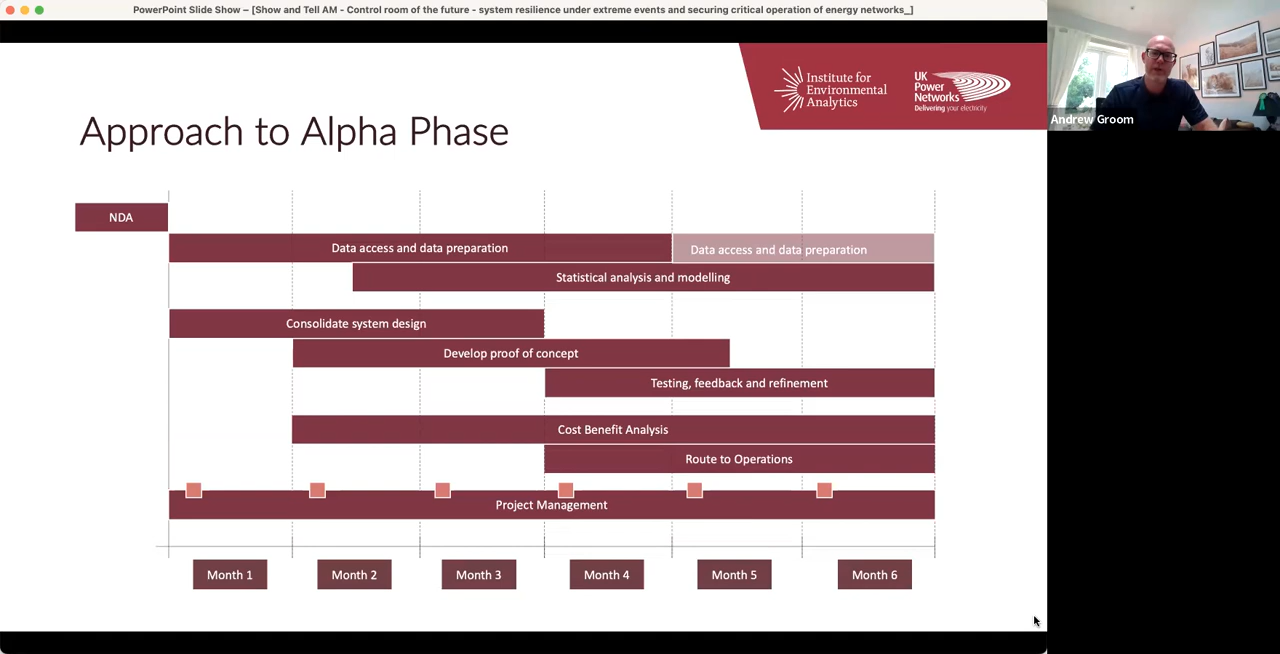 PowerPoint Slide Show – [Show and Tell AM - Control room of the future - system resilience under extreme events and securing critical operation of energy networks_]
Institute for
Environmental
Analytics
UK
Power
Networks
Delivering your electricity
Andrew Groom
Approach to Alpha Phase
NDA
Data access and data preparation
Data access and data preparation
Statistical analysis and modelling
Consolidate system design
Develop proof of concept
Testing, feedback and refinement
Cost Benefit Analysis
Route to Operations
Project Management
Month 1
Month 2
Month 3
Month 4
Month 5
Month 6